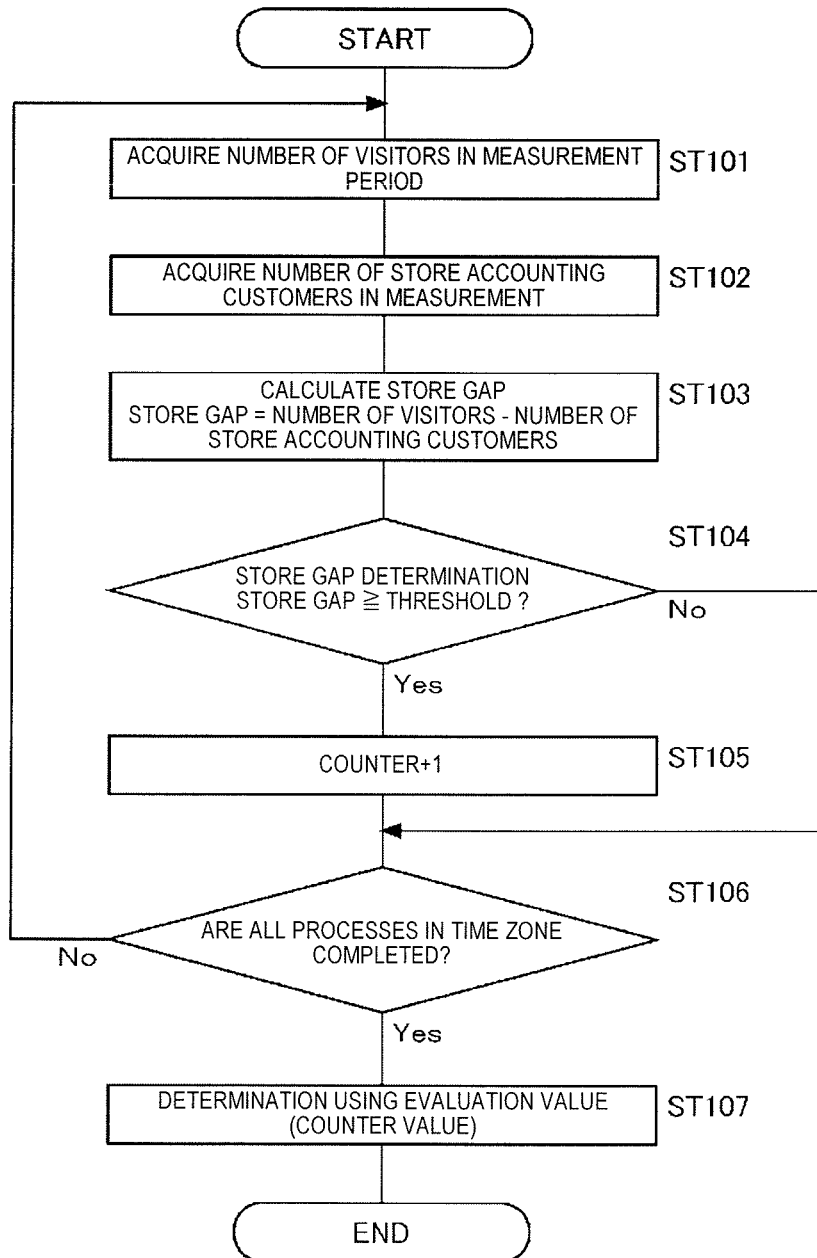 START
ACQUIRE NUMBER OF VISITORS IN MEASUREMENT
PERIOD
ST101
ACQUIRE NUMBER OF STORE ACCOUNTING
CUSTOMERS IN MEASUREMENT
ST102
CALCULATE STORE GAP
STORE GAP = NUMBER OF VISITORS - NUMBER OF
STORE ACCOUNTING CUSTOMERS
ST103
ST104
STORE GAP DETERMINATION
STORE GAP ≧ THRESHOLD ?
No
Yes
COUNTER+1
ST105
ST106
ARE ALL PROCESSES IN TIME ZONE
COMPLETED?
No
Yes
DETERMINATION USING EVALUATION VALUE
(COUNTER VALUE)
ST107
END